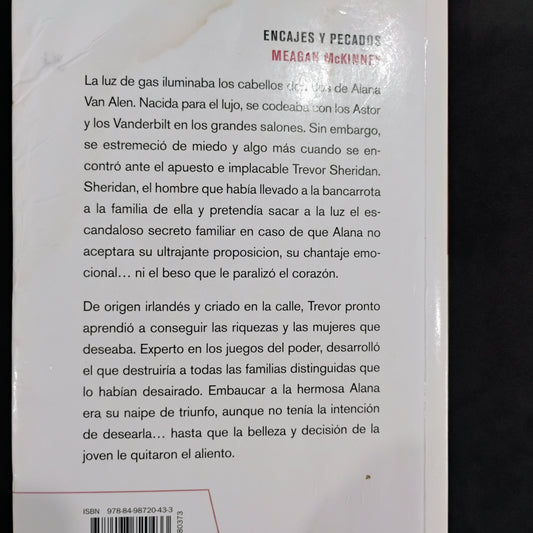 ENCAJES Y PECADOS
MEAGAN McKINNEY
La luz de gas iluminaba los cabellos de Alana
Van Alen. Nacida para el lujo, se codeaba con los Astor
y los Vanderbilt en los grandes salones. Sin embargo,
se estremeció de miedo y algo más cuando se en-
contró ante el apuesto e implacable Trevor Sheridan.
Sheridan, el hombre que había llevado a la bancarrota
a la familia de ella y pretendía sacar a la luz el es-
candaloso secreto familiar en caso de que Alana no
aceptara su ultrajante proposicion, su chantaje emo-
cional... ni el beso que le paralizó el corazón.
De origen irlandés y criado en la calle, Trevor pronto
aprendió a conseguir las riquezas y las mujeres que
deseaba. Experto en los juegos del poder, desarrolló
el que destruiría a todas las familias distinguidas que
lo habían desairado. Embaucar a la hermosa Alana
era su naipe de triunfo, aunque no tenía la intención
de desearla... hasta que la belleza y decisión de la
joven le quitaron el aliento.
ISBN 978-84-98720-43-3
80373